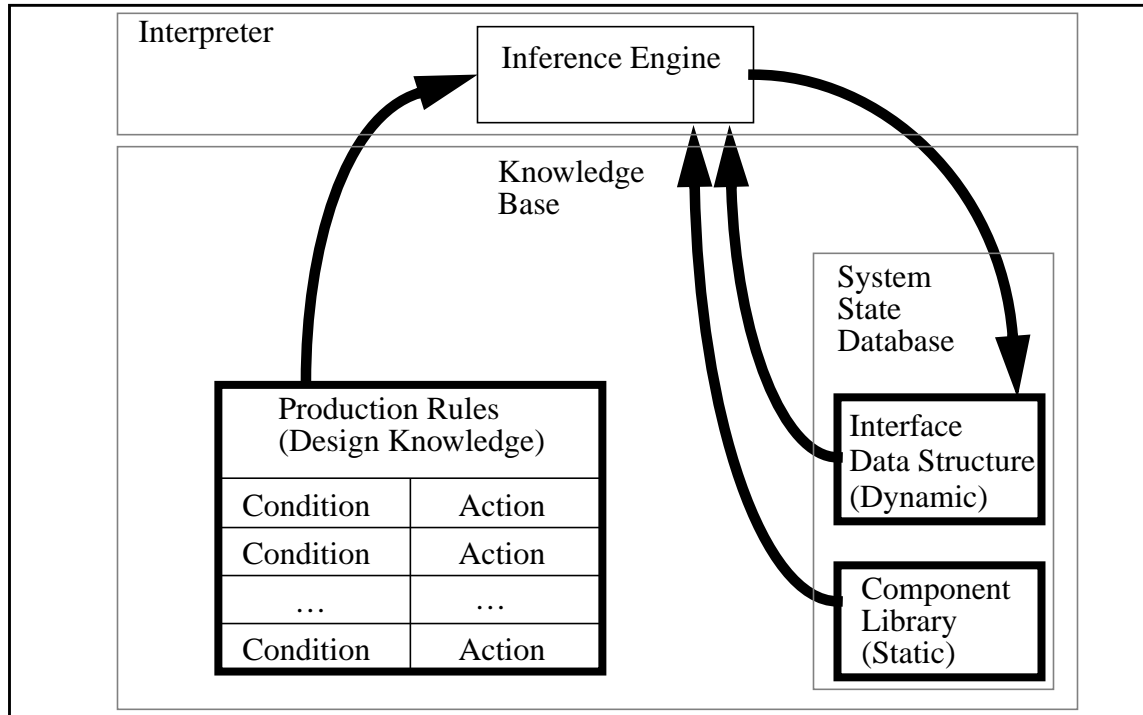 Interpreter
Inference Engine
Knowledge
Base
System
State
Database
Production Rules
(Design Knowledge)
Condition Action
Condition Action
… …
Condition Action
Interface
Data Structure
(Dynamic)
Component
Library
(Static)